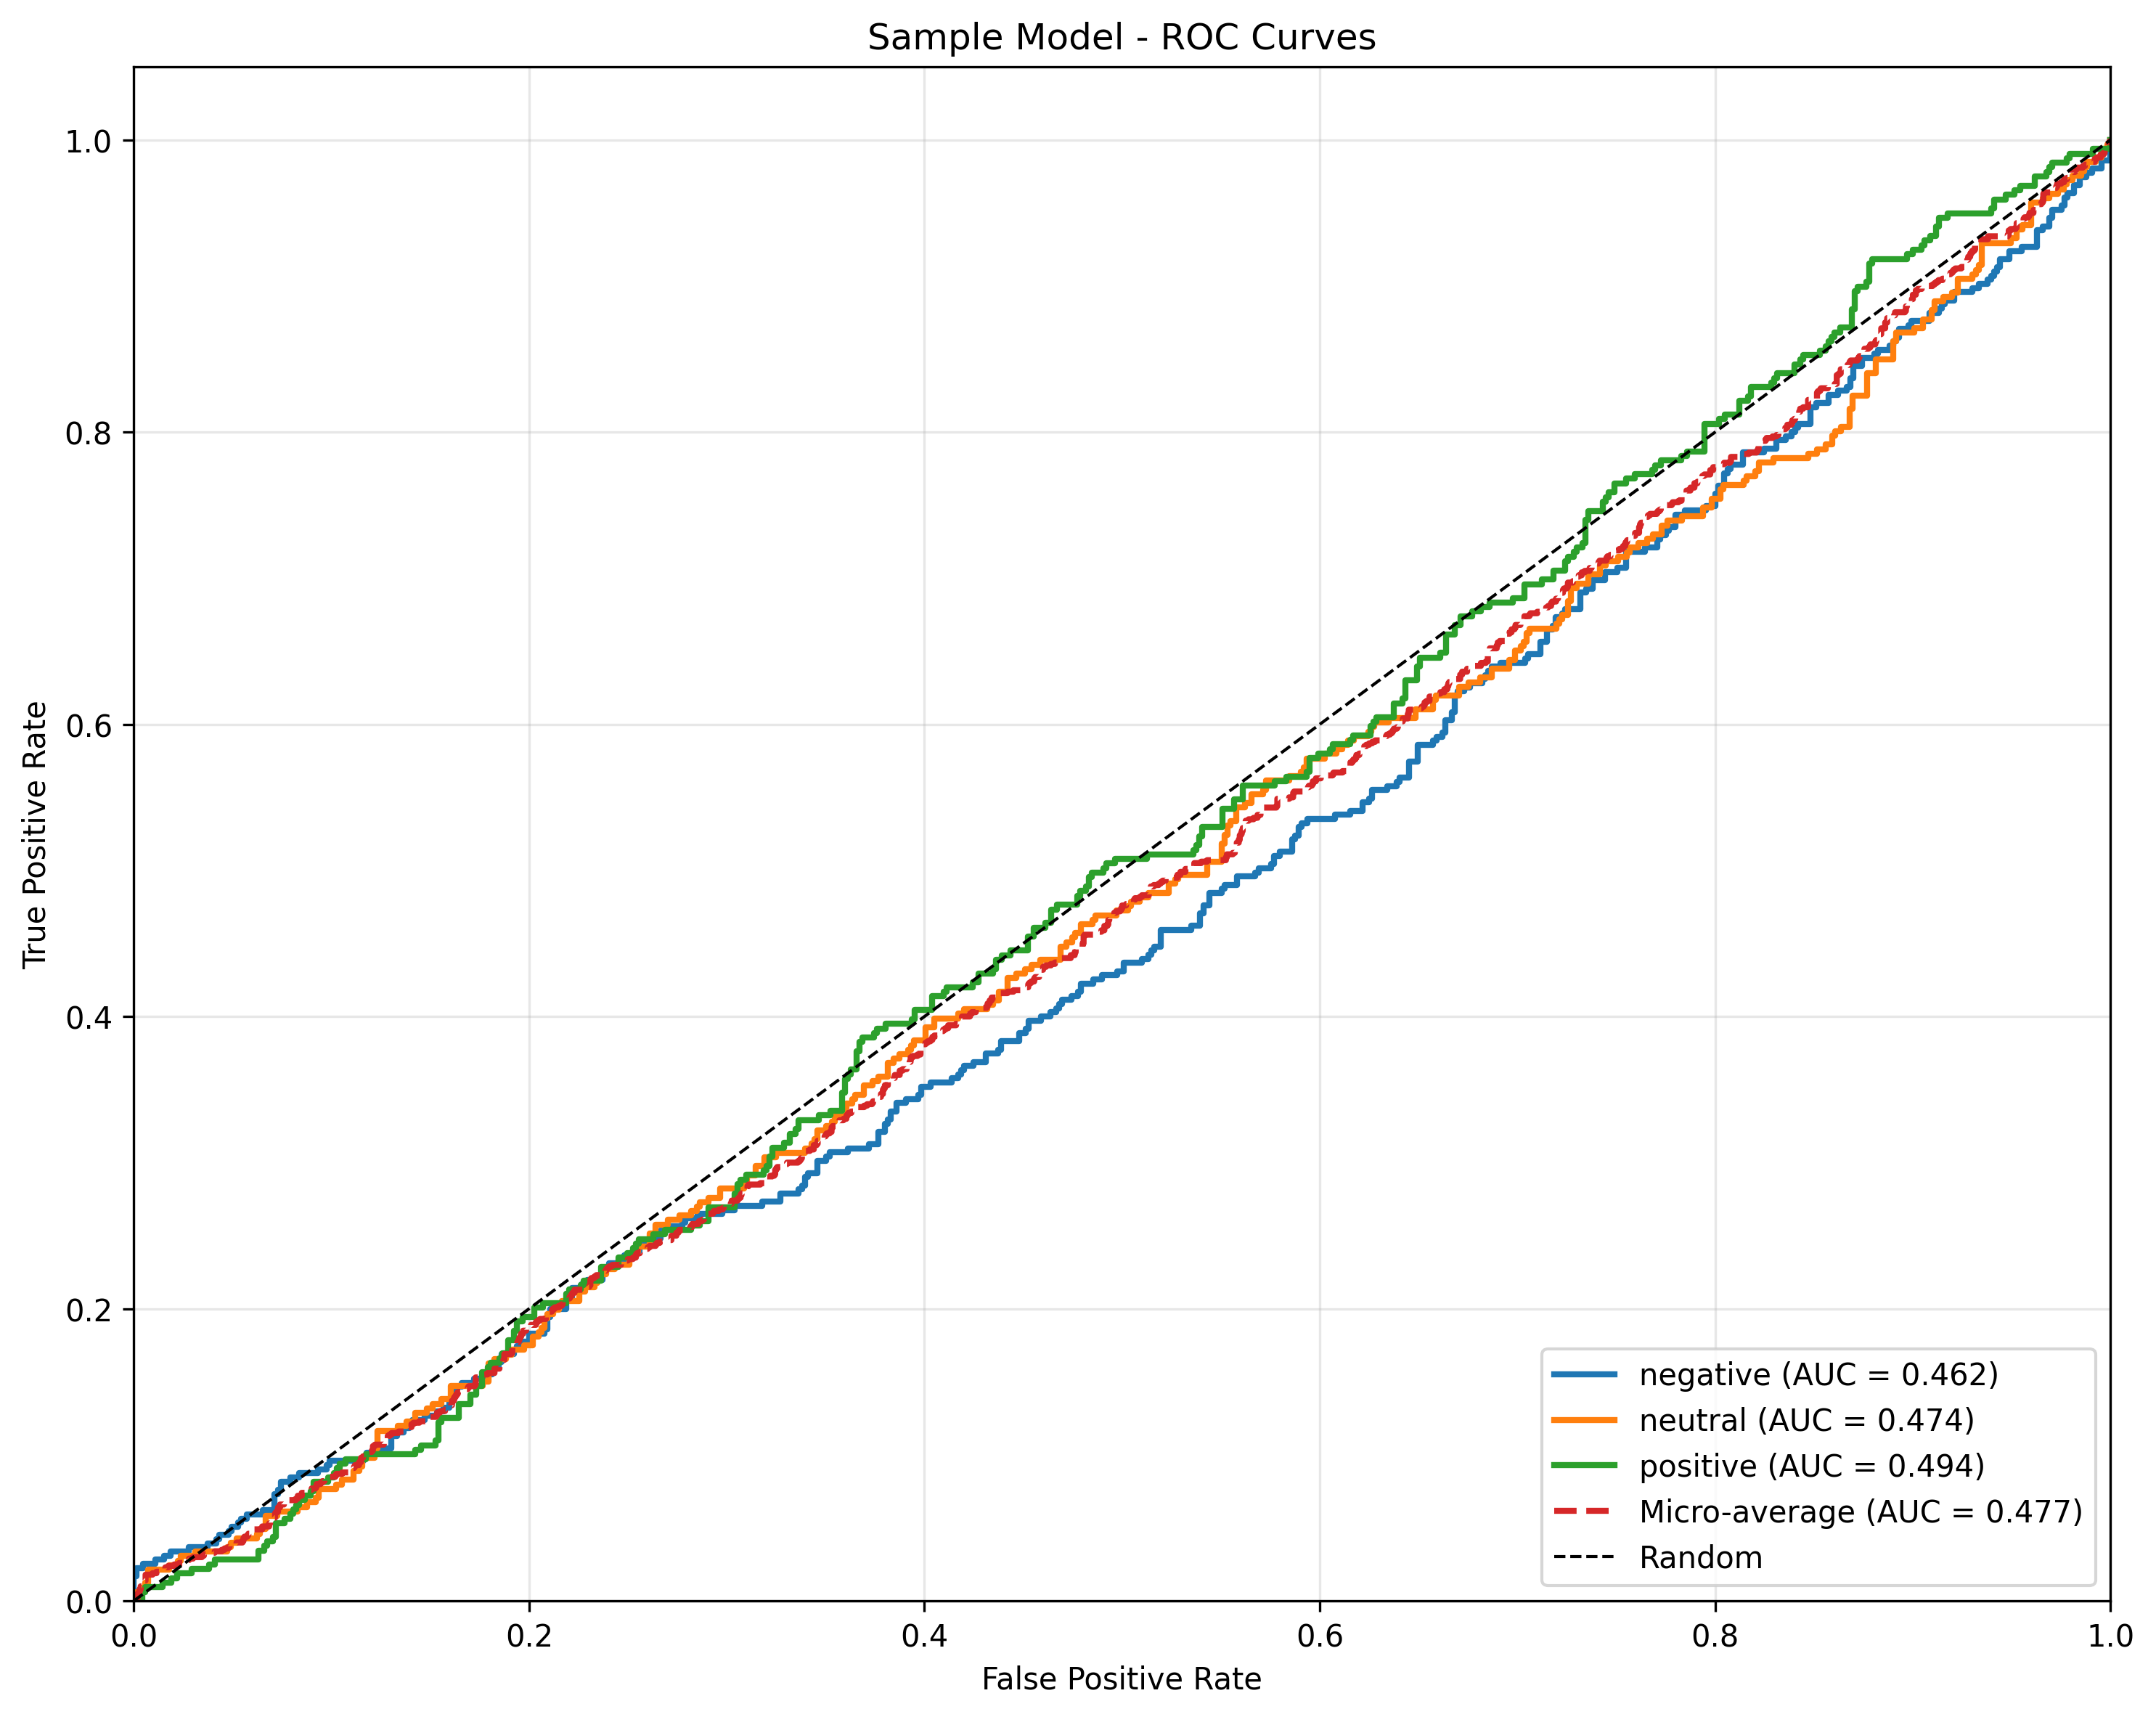 Sample Model - ROC Curves
True Positive Rate
1.0
0.8
0.6
0.4
0.2
0.0
0.0 0.2 0.4 0.6 0.8 1.0
False Positive Rate
negative (AUC = 0.462)
neutral (AUC = 0.474)
positive (AUC = 0.494)
Micro-average (AUC = 0.477)
Random